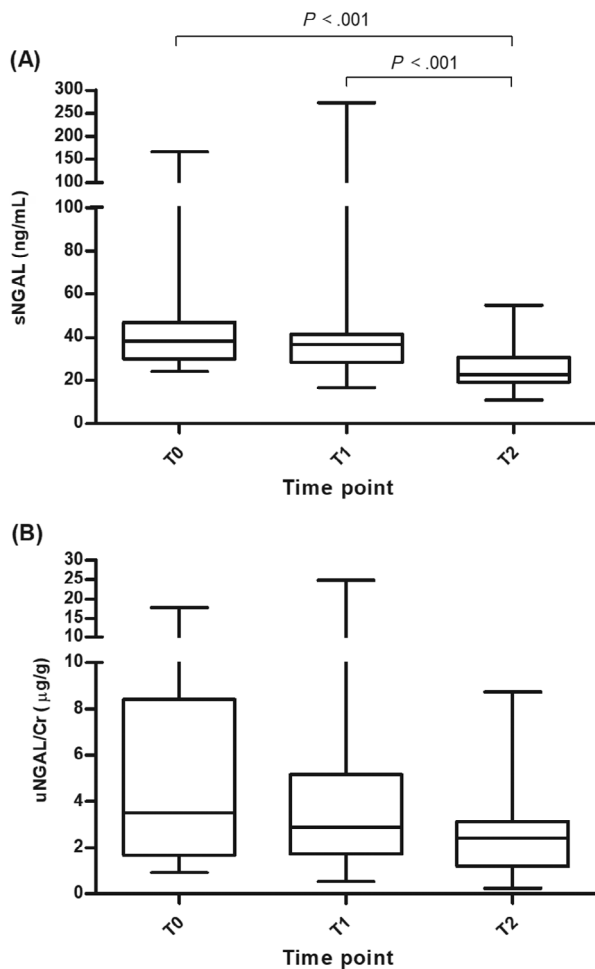 P < .001
(A)
P < .001
300
250
200
150
100
100
80
60
40
20
0
sNGAL (ng/mL)
T0
T1
T2
Time point
(B)
30
25
20
15
10
10
8
6
4
2
0
uNGAL/Cr (μg/g)
T0
T1
T2
Time point